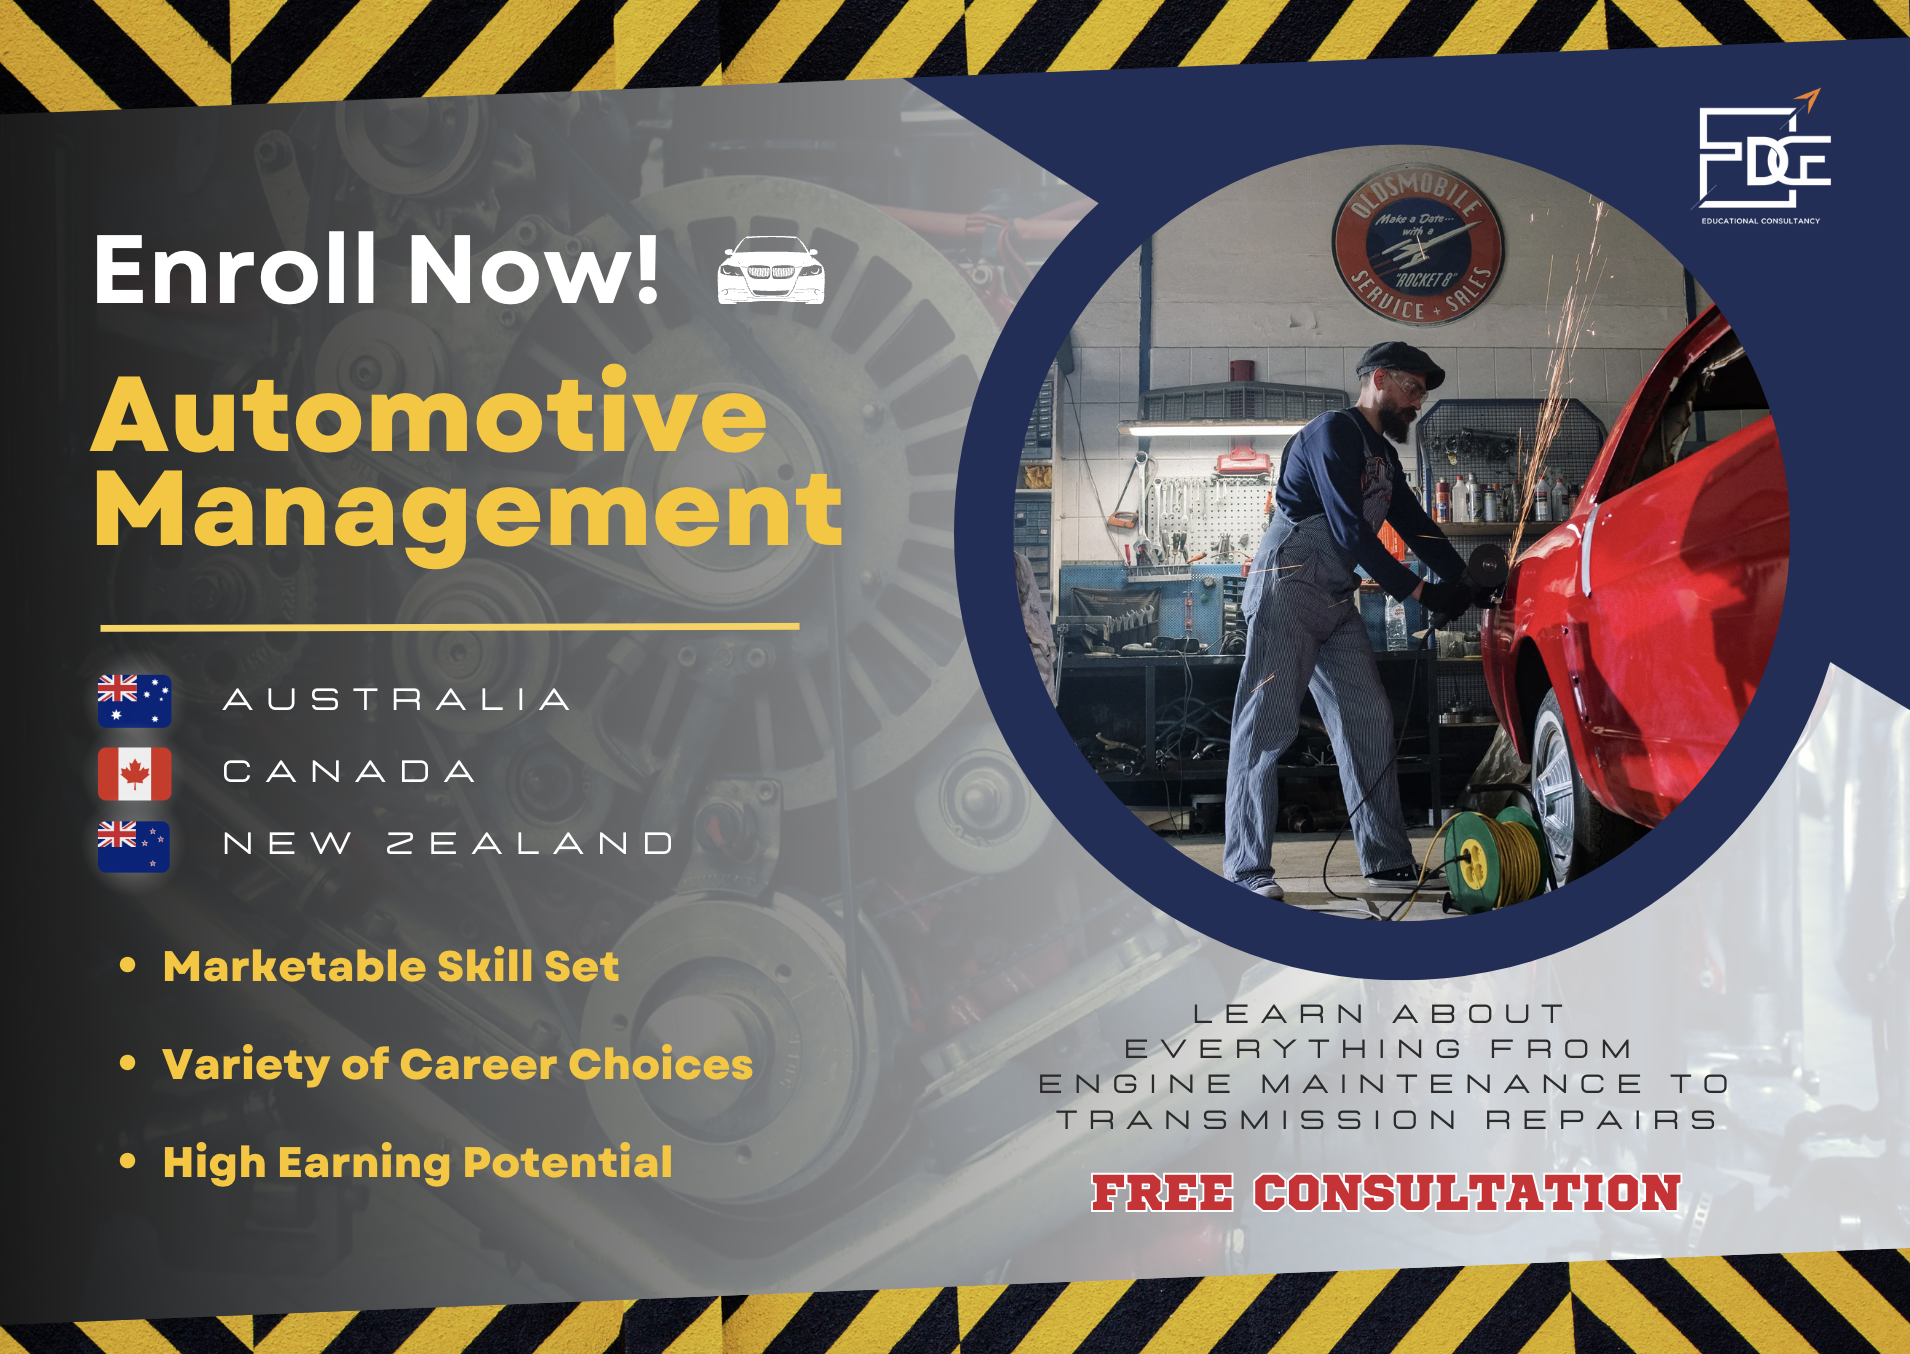 Enroll Now!
Automotive
Management
AUSTRALIA
CANADA
NEW ZEALAND
• Marketable Skill Set
• Variety of Career Choices
• High Earning Potential
EDGE
EDUCATIONAL CONSULTANCY
OLDSMOBILE
Make a Date...
with a
"ROCKET 8"
SERVICE + SALES
LEARN ABOUT
EVERYTHING FROM
ENGINE MAINTENANCE TO
TRANSMISSION REPAIRS
FREE CONSULTATION